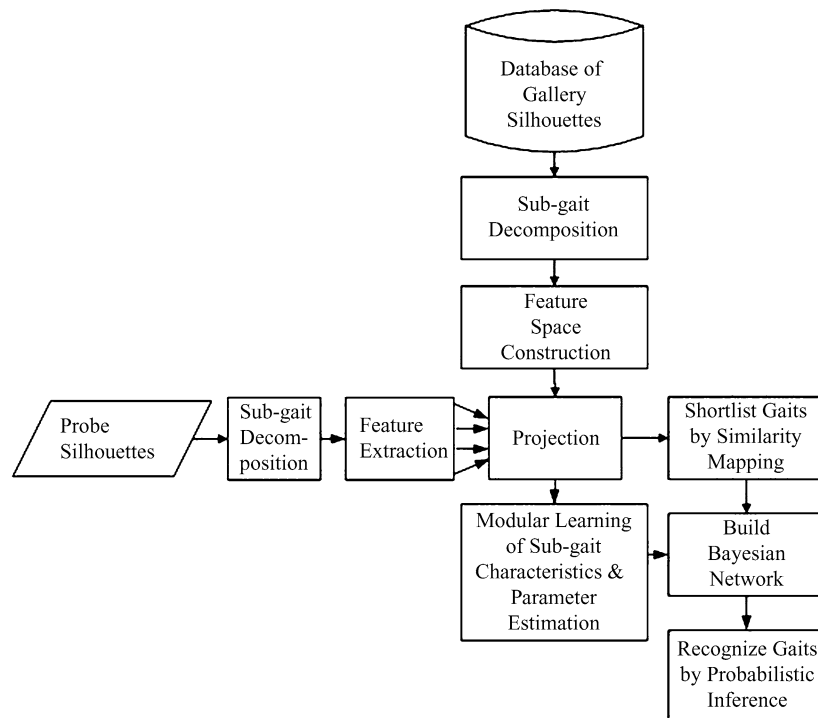 Database of
Gallery
Silhouettes
Sub-gait
Decomposition
Feature
Space
Construction
Probe
Silhouettes
Sub-gait
Decom-
position
Feature
Extraction
Projection
Shortlist Gaits
by Similarity
Mapping
Modular Learning
of Sub-gait
Characteristics &
Parameter
Estimation
Build
Bayesian
Network
Recognize Gaits
by Probabilistic
Inference